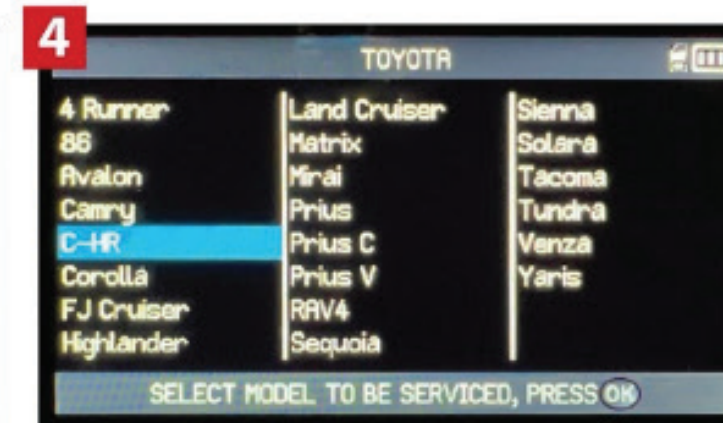 4
TOYOTA
4 Runner
86
Avalon
Camry
C-HR
Corolla
FJ Cruiser
Highlander
Land Cruiser
Matrix
Mirai
Prius
Prius C
Prius V
RAV4
Sequoia
Sienna
Solara
Tacoma
Tundra
Venza
Yaris
SELECT MODEL TO BE SERVICED, PRESS OK